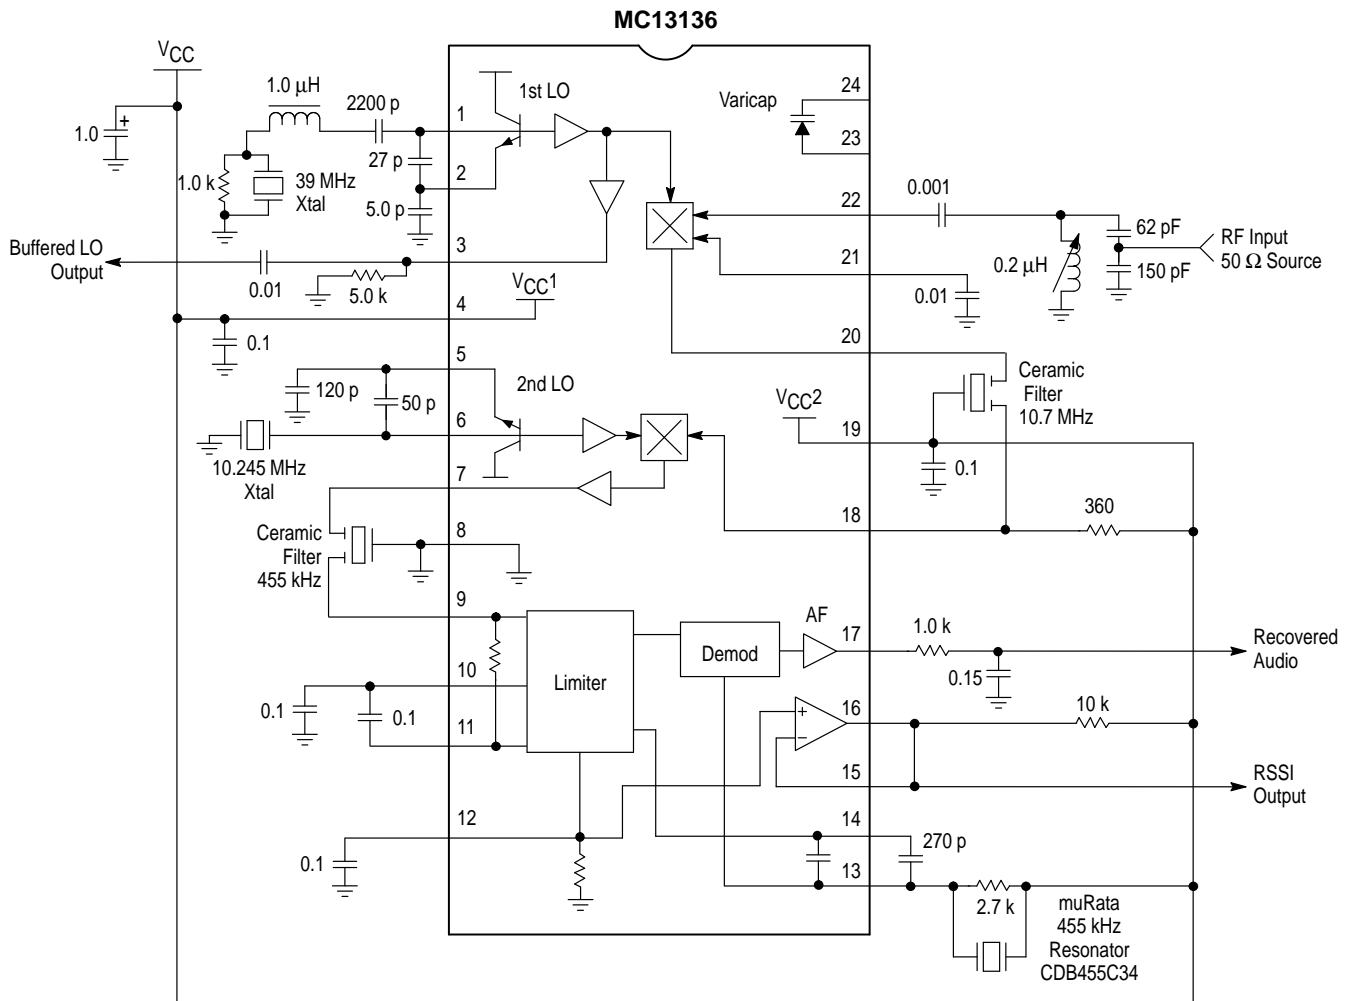 MC13136
VCC
1.0
+
1.0 µH
2200 p
1
1st LO
27 p
2
1.0 k
39 MHz
Xtal
5.0 p
Buffered LO
Output
3
0.01
5.0 k
VCC1
4
0.1
5
120 p
50 p
2nd LO
6
10.245 MHz
Xtal
7
Ceramic
Filter
455 kHz
8
9
10
0.1
0.1
11
Limiter
Demod
AF
12
0.1
+
–
Varicap
24
23
22
0.001
62 pF
RF Input
50 Ω Source
150 pF
0.2 µH
21
0.01
20
Ceramic
Filter
10.7 MHz
VCC2
19
0.1
18
360
17
1.0 k
Recovered
Audio
0.15
16
10 k
15
RSSI
Output
14
270 p
13
2.7 k
muRata
455 kHz
Resonator
CDB455C34